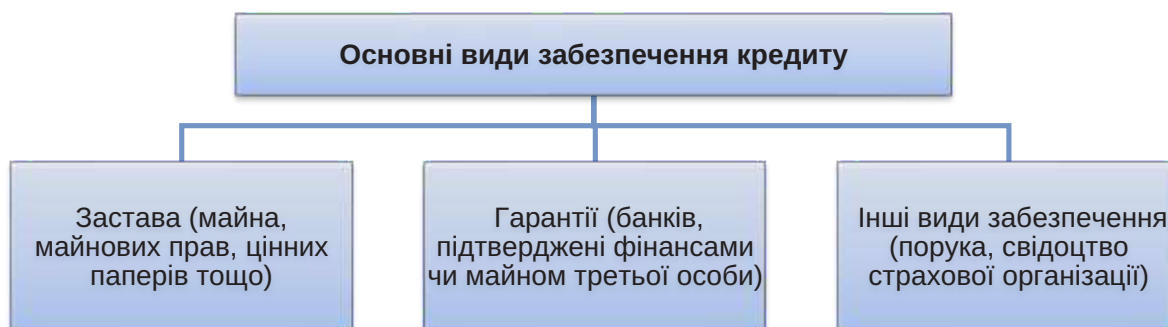 Основні види забезпечення кредиту
Застава (майна,
майнових прав, цінних
паперів тощо)
Гарантії (банків,
підтверджені фінансами
чи майном третьої особи)
Інші види забезпечення
(порука, свідоцтво
страхової організації)